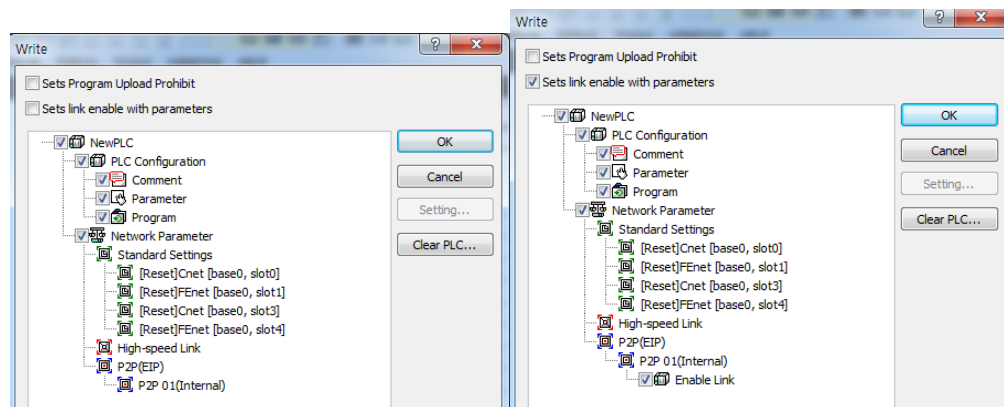 Write
Sets Program Upload Prohibit
Sets link enable with parameters
NewPLC
PLC Configuration
Comment
Parameter
Program
Network Parameter
Standard Settings
[Reset]Cnet [base0, slot0]
[Reset]FEnet [base0, slot1]
[Reset]Cnet [base0, slot3]
[Reset]FEnet [base0, slot4]
High-speed Link
P2P(EIP)
P2P 01(Internal)
OK
Cancel
Setting...
Clear PLC...
Write
Sets Program Upload Prohibit
Sets link enable with parameters
NewPLC
PLC Configuration
Comment
Parameter
Program
Network Parameter
Standard Settings
[Reset]Cnet [base0, slot0]
[Reset]FEnet [base0, slot1]
[Reset]Cnet [base0, slot3]
[Reset]FEnet [base0, slot4]
High-speed Link
P2P(EIP)
P2P 01(Internal)
Enable Link
OK
Cancel
Setting...
Clear PLC...